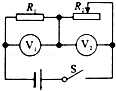 R₁ R₂
V₁ V₂
S